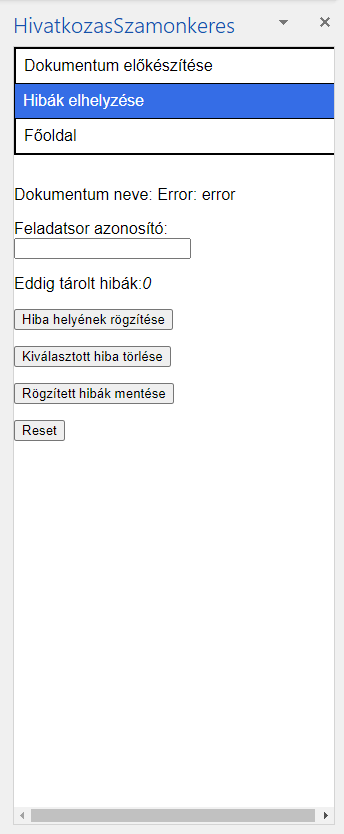 HivatkozasSzamonkeres
Dokumentum előkészítése
Hibák elhelyzése
Főoldal
Dokumentum neve: Error: error
Feladatsor azonosító:
Eddig tárolt hibák:0
Hiba helyének rögzítése
Kiválasztott hiba törlése
Rögzített hibák mentése
Reset